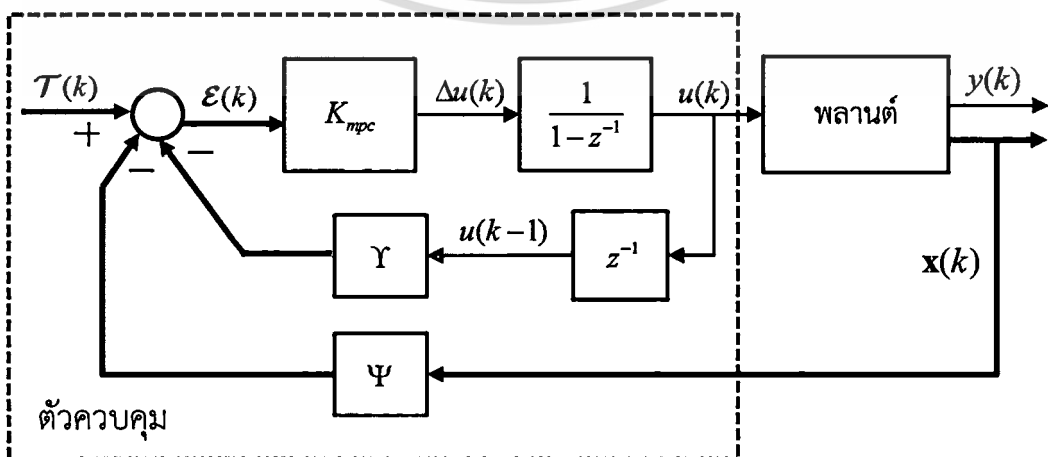 𝒯(k)
+
−
−
ε(k)
K_mpc
Δu(k)
1
1 − z⁻¹
u(k)
พลานต์
y(k)
x(k)
Υ
u(k−1)
z⁻¹
Ψ
ตัวควบคุม